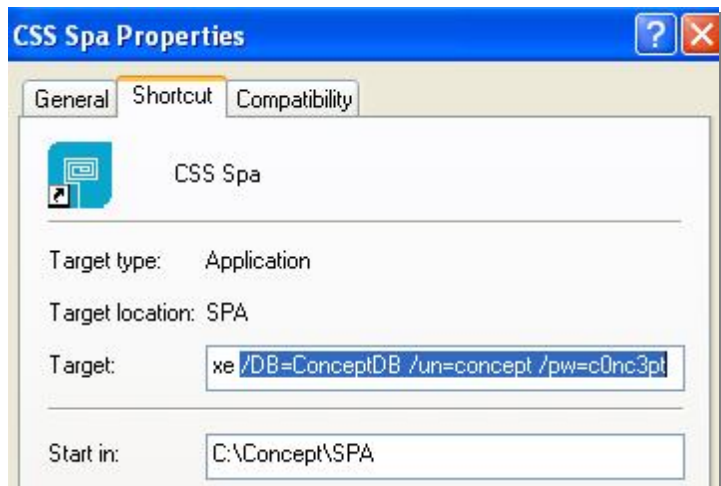 CSS Spa Properties
General Shortcut Compatibility
CSS Spa
Target type: Application
Target location: SPA
Target: xe /DB=ConceptDB /un=concept /pw=c0nc3pt
Start in: C:\Concept\SPA